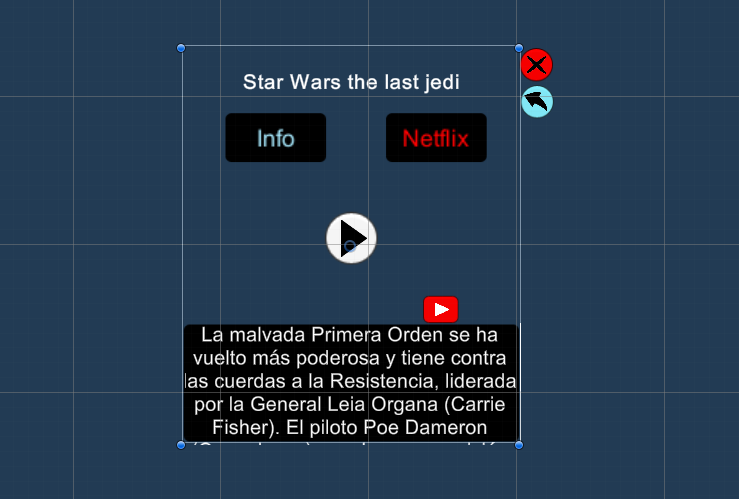 Star Wars the last jedi
Info
Netflix
La malvada Primera Orden se ha
vuelto más poderosa y tiene contra
las cuerdas a la Resistencia, liderada
por la General Leia Organa (Carrie
Fisher). El piloto Poe Dameron